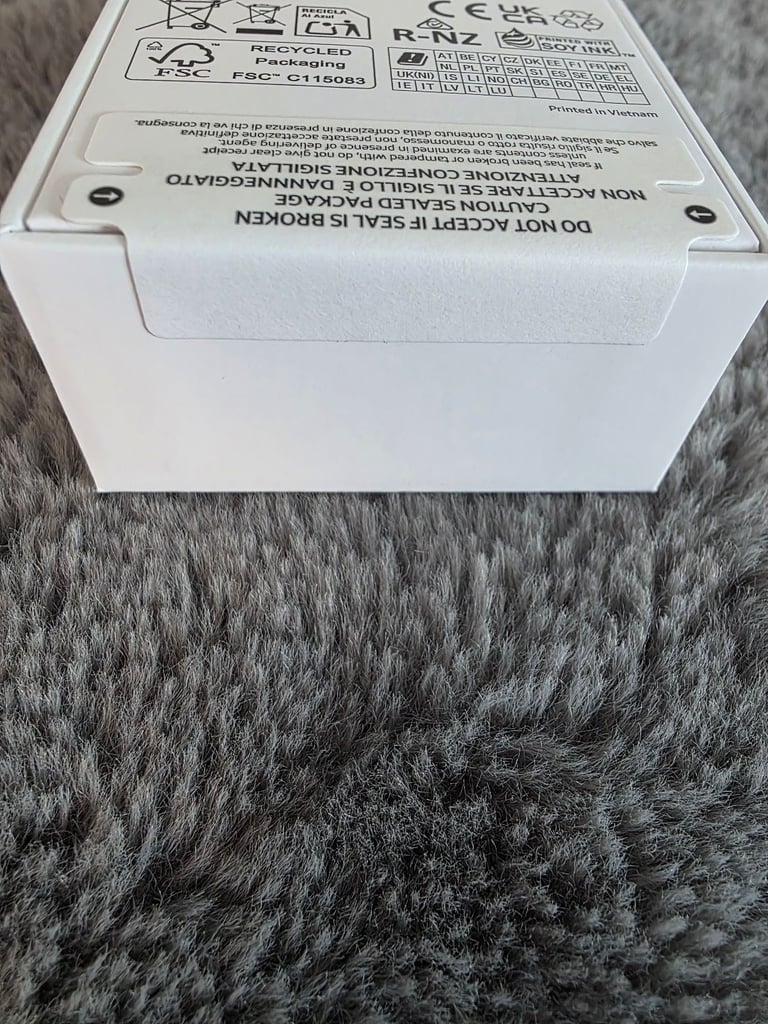 RECICLA
Al Azul
CE UK CA
R-NZ
PRINTED WITH
SOY INK™
FSC™
RECYCLED
Packaging
FSC™ C115083
AT BE CY CZ DK EE FI FR MT
NL PL PT SK SI ES SE DE EL
UK(NI) IS LI NO CH BG RO TR HR HU
IE IT LV LT LU
Printed in Vietnam
DO NOT ACCEPT IF SEAL IS BROKEN
CAUTION SEALED PACKAGE
NON ACCETTARE SE IL SIGILLO È DANNNEGGIATO
ATTENZIONE CONFEZIONE SIGILLATA
If seal has been broken or tampered with, do not give clear receipt
unless contents are examined in presence of delivering agent.
Se il sigillo risulta rotto o manomesso, non prestate accettazione definitiva
salvo che abbiate verificato il contenuto della confezione in presenza di chi ve la consegna.